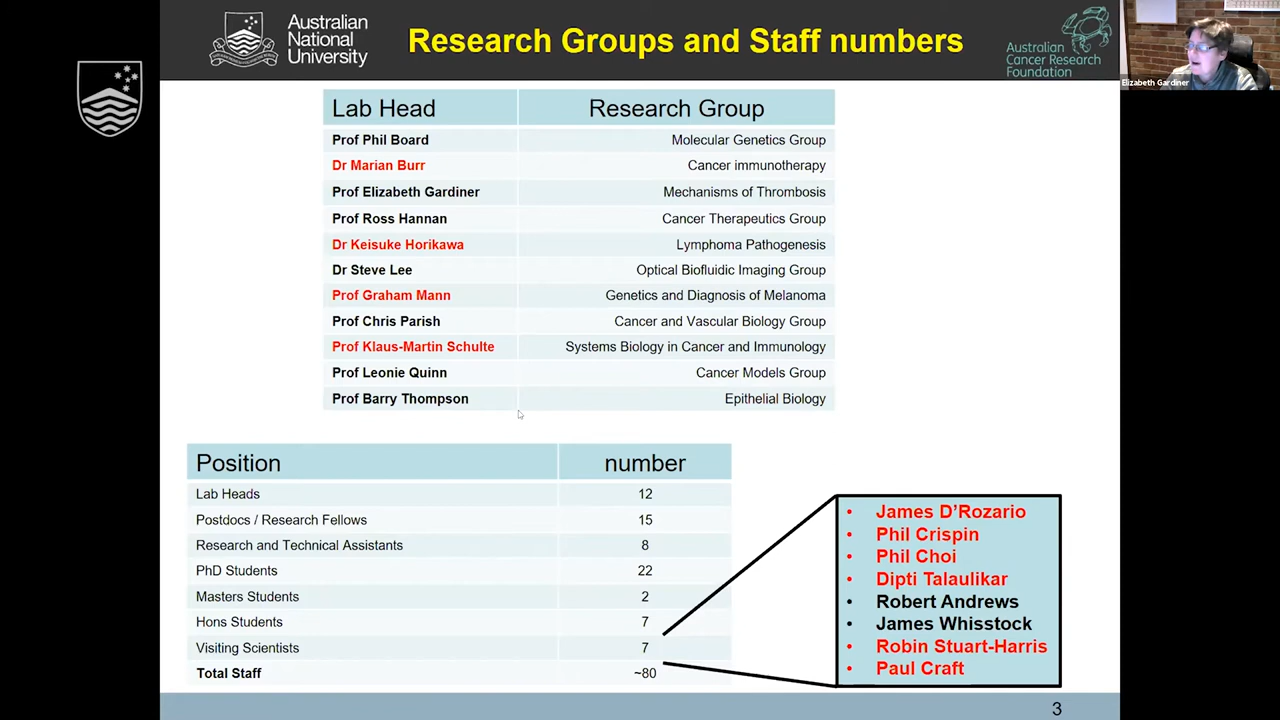 Australian
National
University
Research Groups and Staff numbers
Australian
Cancer Research
Foundation
Elizabeth Gardiner
Lab Head Research Group
Prof Phil Board Molecular Genetics Group
Dr Marian Burr Cancer immunotherapy
Prof Elizabeth Gardiner Mechanisms of Thrombosis
Prof Ross Hannan Cancer Therapeutics Group
Dr Keisuke Horikawa Lymphoma Pathogenesis
Dr Steve Lee Optical Biofluidic Imaging Group
Prof Graham Mann Genetics and Diagnosis of Melanoma
Prof Chris Parish Cancer and Vascular Biology Group
Prof Klaus-Martin Schulte Systems Biology in Cancer and Immunology
Prof Leonie Quinn Cancer Models Group
Prof Barry Thompson Epithelial Biology
Position number
Lab Heads 12
Postdocs / Research Fellows 15
Research and Technical Assistants 8
PhD Students 22
Masters Students 2
Hons Students 7
Visiting Scientists 7
Total Staff ~80
• James D'Rozario
• Phil Crispin
• Phil Choi
• Dipti Talaulikar
• Robert Andrews
• James Whisstock
• Robin Stuart-Harris
• Paul Craft
3